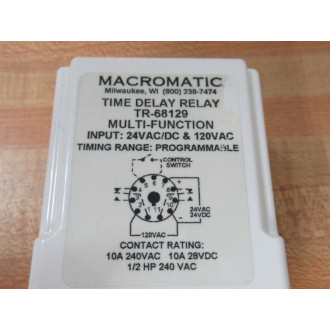 MACROMATIC
Milwaukee, WI (800) 238-7474
TIME DELAY RELAY
TR-68129
MULTI-FUNCTION
INPUT: 24VAC/DC & 120VAC
TIMING RANGE: PROGRAMMABLE
CONTROL
SWITCH
24VAC
24VDC
120VAC
CONTACT RATING:
10A 240VAC 10A 28VDC
1/2 HP 240 VAC